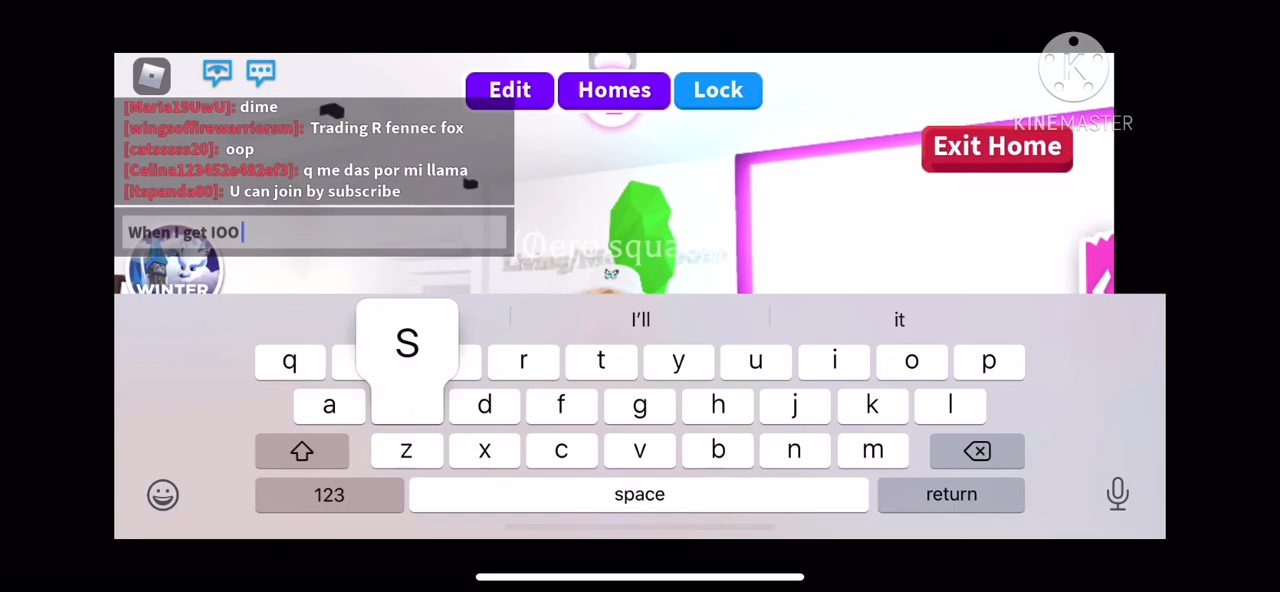 Edit Homes Lock
KINEMASTER
Exit Home
[Maria19UwU]: dime
[wingsoffirewarriorsm]: Trading R fennec fox
[catsssss20]: oop
[Celina123452e482ef3]: q me das por mi llama
[itspanda80]: U can join by subscribe
When I get IOO
WINTER
I'll it
S
q r t y u i o p
a d f g h j k l
z x c v b n m
123 space return